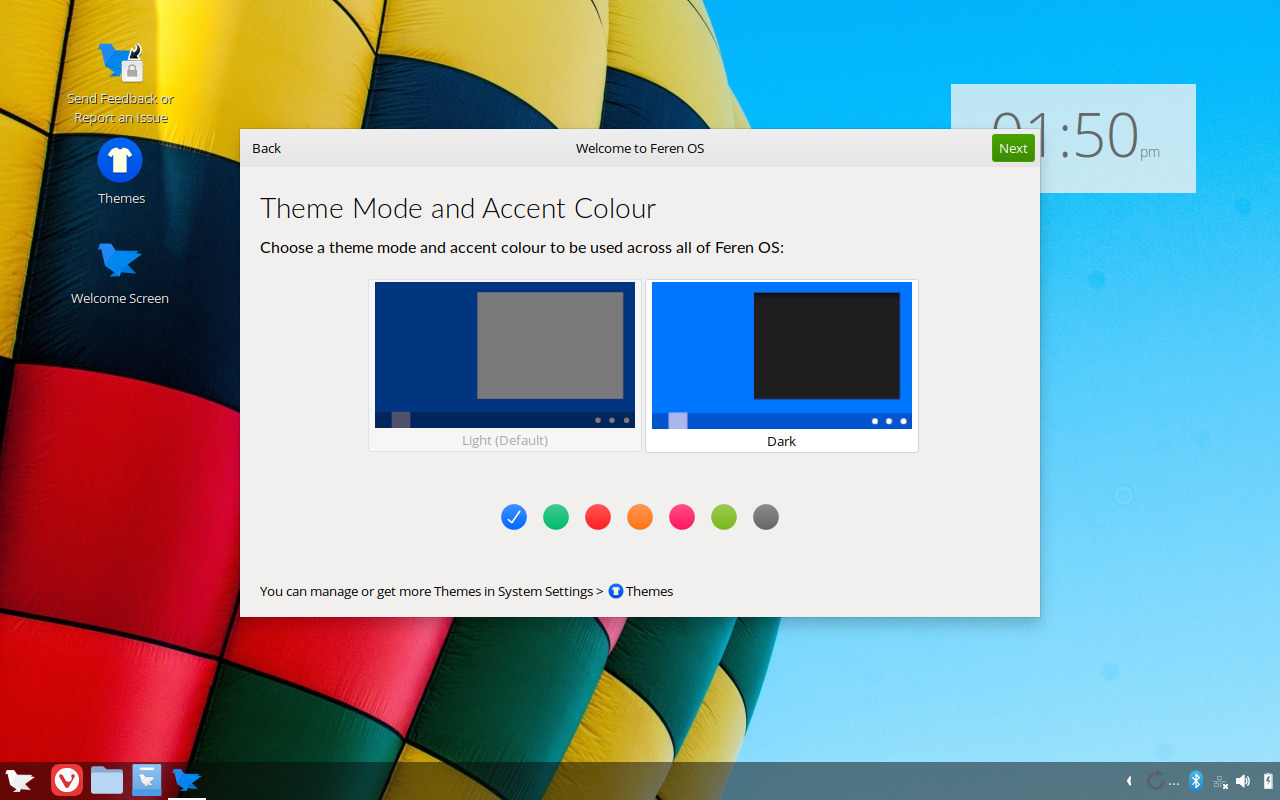 Send Feedback or
Report an Issue
Themes
Welcome Screen
01:50 pm
Back
Welcome to Feren OS
Next
Theme Mode and Accent Colour
Choose a theme mode and accent colour to be used across all of Feren OS:
Light (Default)
Dark
You can manage or get more Themes in System Settings > Themes
...